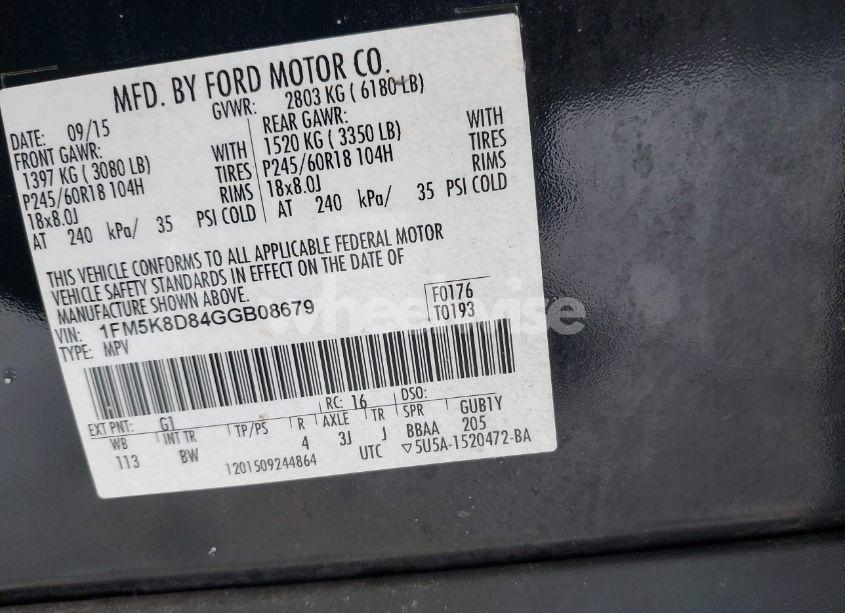 MFD. BY FORD MOTOR CO.
DATE: 09/15 GVWR: 2803 KG ( 6180 LB)
FRONT GAWR: WITH REAR GAWR: WITH
1397 KG ( 3080 LB) TIRES 1520 KG ( 3350 LB) TIRES
P245/60R18 104H RIMS P245/60R18 104H RIMS
18x8.0J 18x8.0J
AT 240 kPa/ 35 PSI COLD AT 240 kPa/ 35 PSI COLD
THIS VEHICLE CONFORMS TO ALL APPLICABLE FEDERAL MOTOR
VEHICLE SAFETY STANDARDS IN EFFECT ON THE DATE OF
MANUFACTURE SHOWN ABOVE.
VIN: 1FM5K8D84GGB08679 F0176
TYPE: MPV T0193
EXT PNT: G1 RC: 16 DSO:
WB INT TR TP/PS R AXLE TR SPR GUB1Y
113 BW 4 3J J BBAA 205
1201509244864 UTC ▽5U5A-1520472-BA
wheelwise